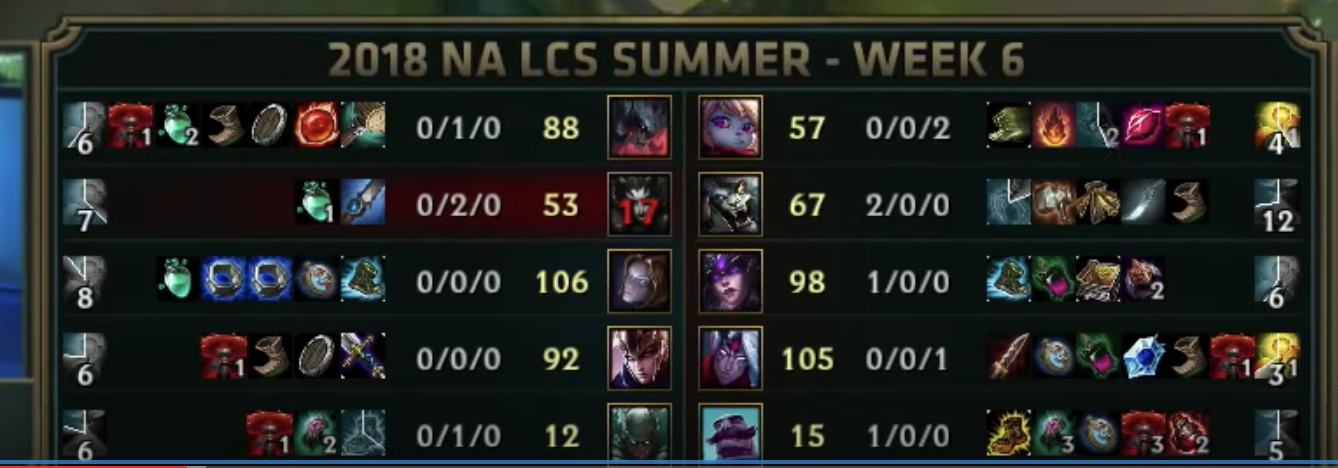 2018 NA LCS SUMMER - WEEK 6
6 1 2 0/1/0 88 57 0/0/2 2 1 4
7 1 0/2/0 53 17 67 2/0/0 12
8 0/0/0 106 98 1/0/0 2 6
6 1 0/0/0 92 105 0/0/1 1 3 1
6 1 2 0/1/0 12 15 1/0/0 3 3 2 5